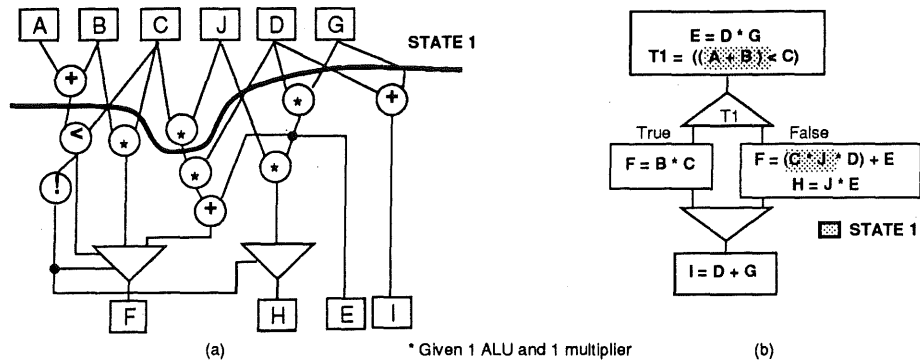 A B C J D G
STATE 1
+
< * * * +
! * *
+
F H E I
(a)
* Given 1 ALU and 1 multiplier
E = D * G
T1 = ((A + B) < C)
T1
True False
F = B * C
F = (C * J * D) + E
H = J * E
STATE 1
I = D + G
(b)